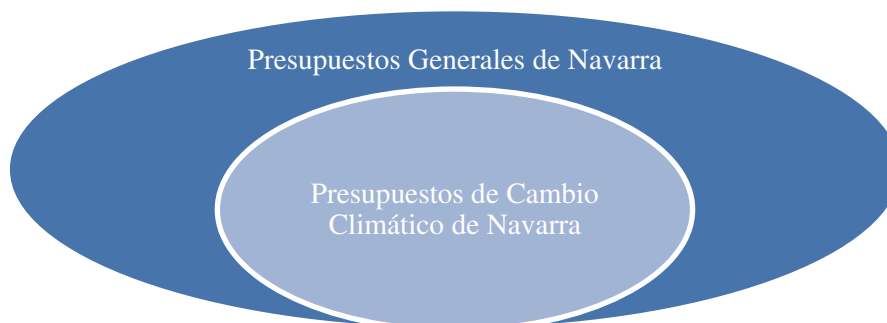 Presupuestos Generales de Navarra
Presupuestos de Cambio
Climático de Navarra